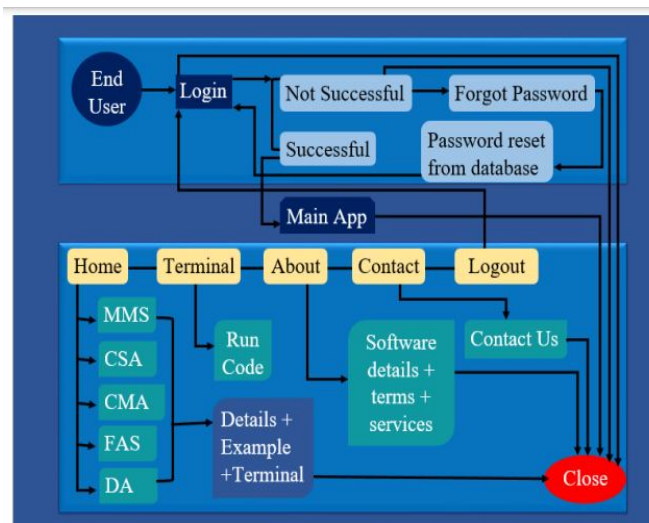 End
User
Login
Not Successful
Forgot Password
Successful
Password reset
from database
Main App
Home
Terminal
About
Contact
Logout
MMS
CSA
CMA
FAS
DA
Run
Code
Software
details +
terms +
services
Contact Us
Details +
Example
+Terminal
Close